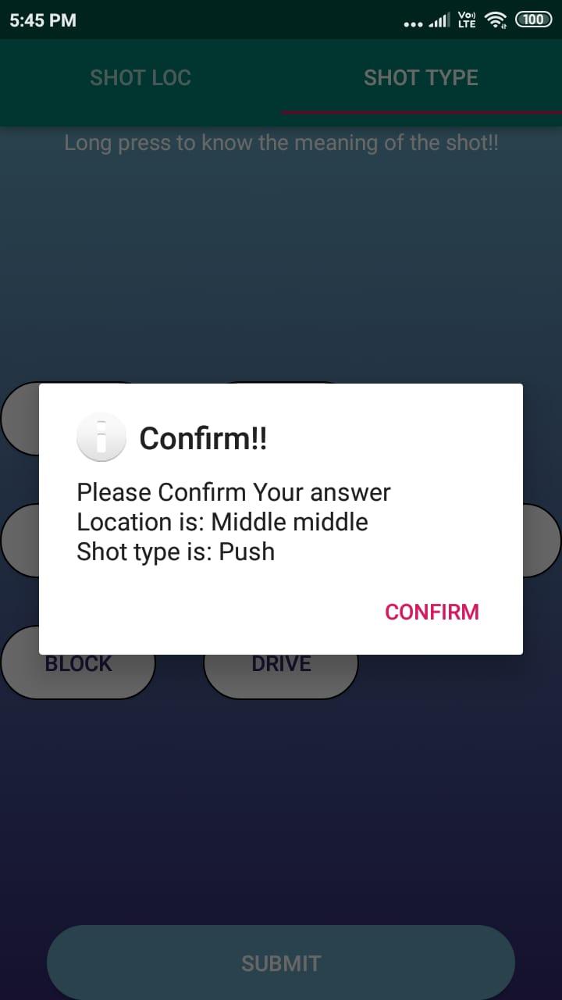 5:45 PM
Vo)) LTE
100
SHOT LOC
SHOT TYPE
Long press to know the meaning of the shot!!
Confirm!!
Please Confirm Your answer
Location is: Middle middle
Shot type is: Push
CONFIRM
BLOCK
DRIVE
SUBMIT